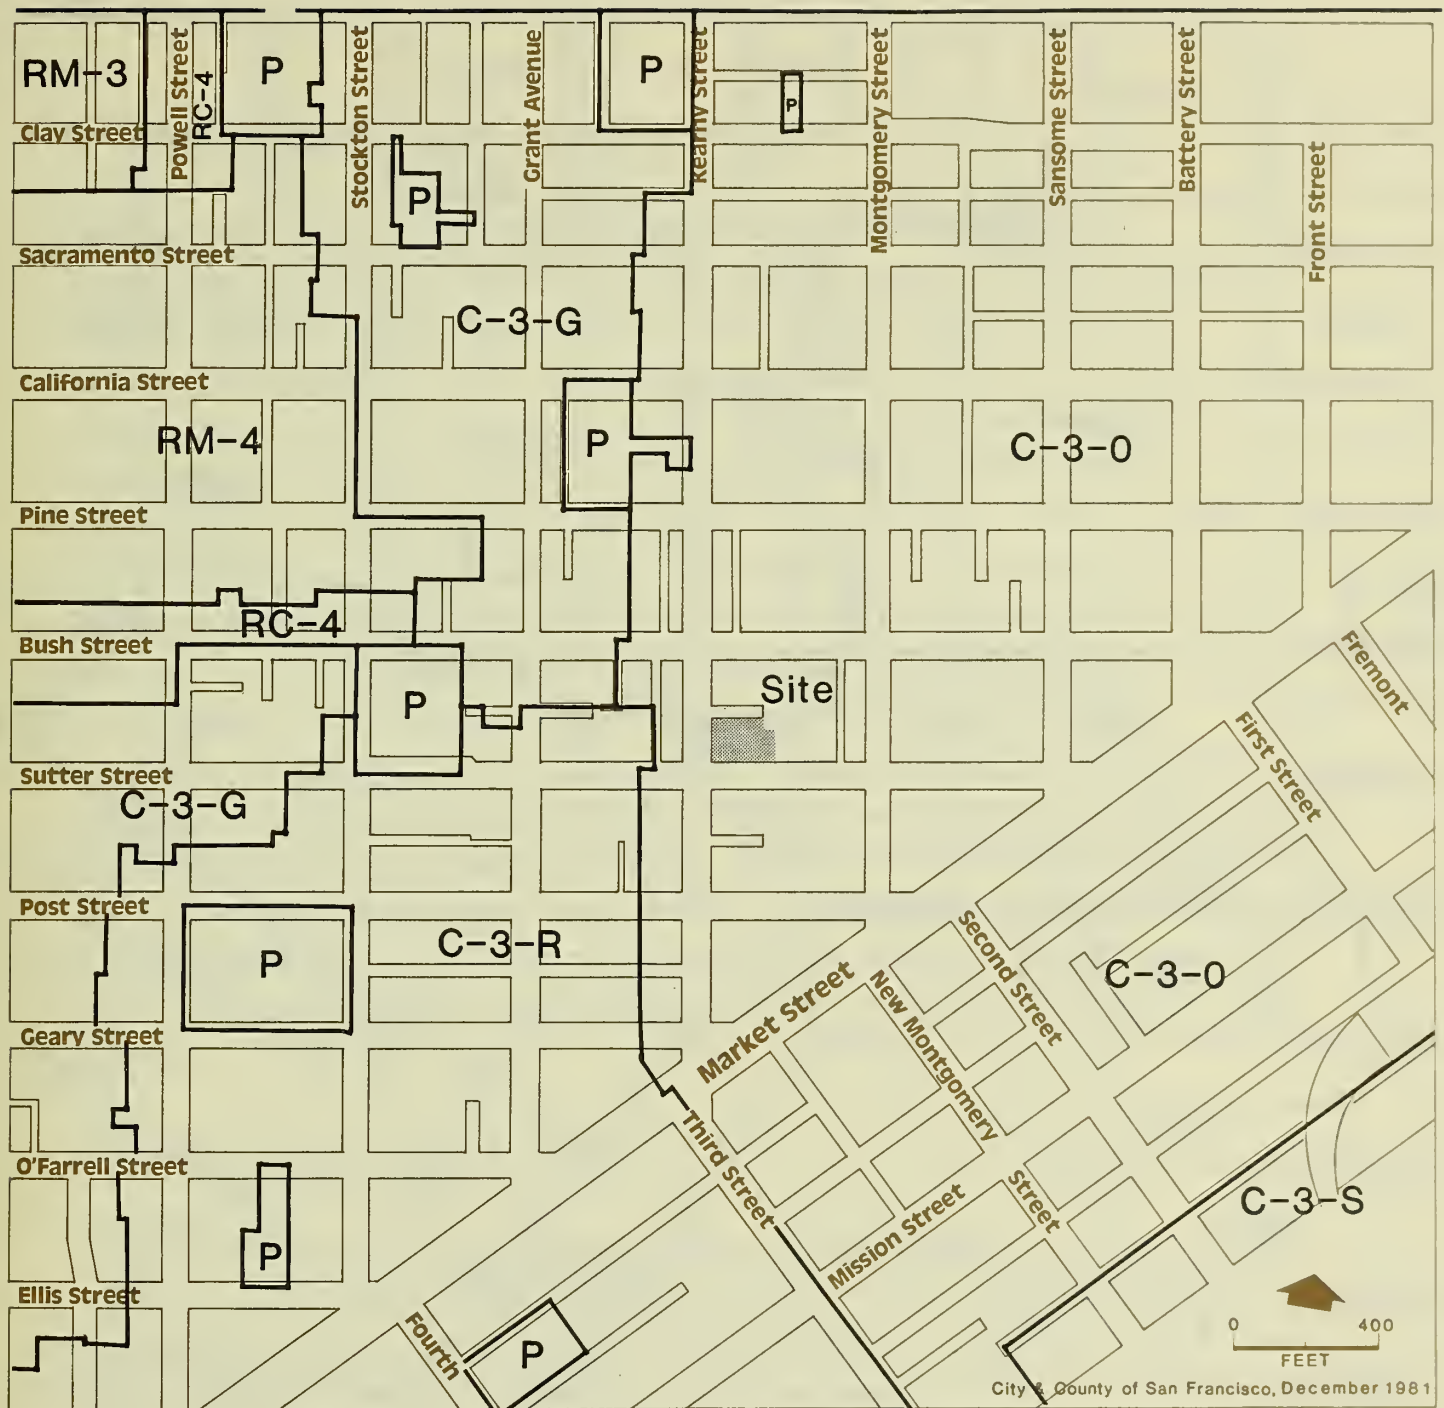 RM-3
Powell Street
RC-4
P
Stockton Street
Grant Avenue
P
Kearny Street
P
Montgomery Street
Sansome Street
Battery Street
Front Street
Clay Street
P
Sacramento Street
C-3-G
California Street
RM-4
P
C-3-O
Pine Street
RC-4
Bush Street
P
Site
Fremont
First Street
Sutter Street
C-3-G
Post Street
P
C-3-R
Second Street
C-3-O
Market Street
New Montgomery
Street
Geary Street
Third Street
O'Farrell Street
P
Mission Street
C-3-S
Ellis Street
Fourth
P
0 400
FEET
City & County of San Francisco, December 1981